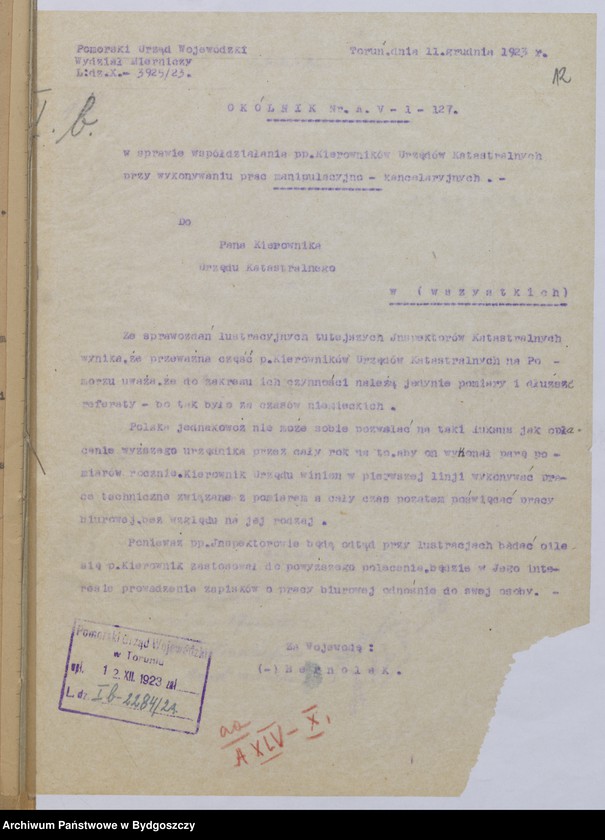 Pomorski Urząd Wojewódzki
Wydział Mierniczy
L:dz.X.- 3925/23.
Toruń.dnia 11.grudnia 1923 r.
12
I. b.
OKÓLNIK Nr. A. V - 1 - 127.
w sprawie współdziałania pp.Kierowników Urzędów Katastralnych
przy wykonywaniu prac manipulacyjno - kancelaryjnych . -
Do
Pana Kierownika
Urzędu Katastralnego
w (wszystkich)
Ze sprawozdań lustracyjnych tutejszych Jnspektorów Katastralnych
wynika,że przeważna część p.Kierowników Urzędów Katastralnych na Po -
morzu uważa,że do zakresu ich czynności należą jedynie pomiary i dłuższe
referaty - bo tak było za czasów niemieckich .
Polska jednakowoż nie może sobie pozwalać na taki luksus jak opła-
canie wyższego urzędnika przez cały rok na to,aby on wykonał parę po -
miarów rocznie.Kierownik Urzędu winien w pierwszej linji wykonywać pra-
ce techniczne związane z pomiarem a cały czas pozatem poświęcać pracy
biurowej,bez względu na jej rodzaj .
Ponieważ pp.Jnspektorowie będą odtąd przy lustracjach badać oile
się p.Kierownik zastosował do powyższego polecenia,będzie w Jego inte-
resie prowadzenie zapisków o pracy biurowej odnośnie do swej osoby. -
Za Wojewodę :
(-) Bernolak.
Pomorski Urząd Wojewódzki
w Toruniu
wpł. 12.XII.1923 zał
L. dz. Ib-2284/23
aa
A XLV - X,
Archiwum Państwowe w Bydgoszczy